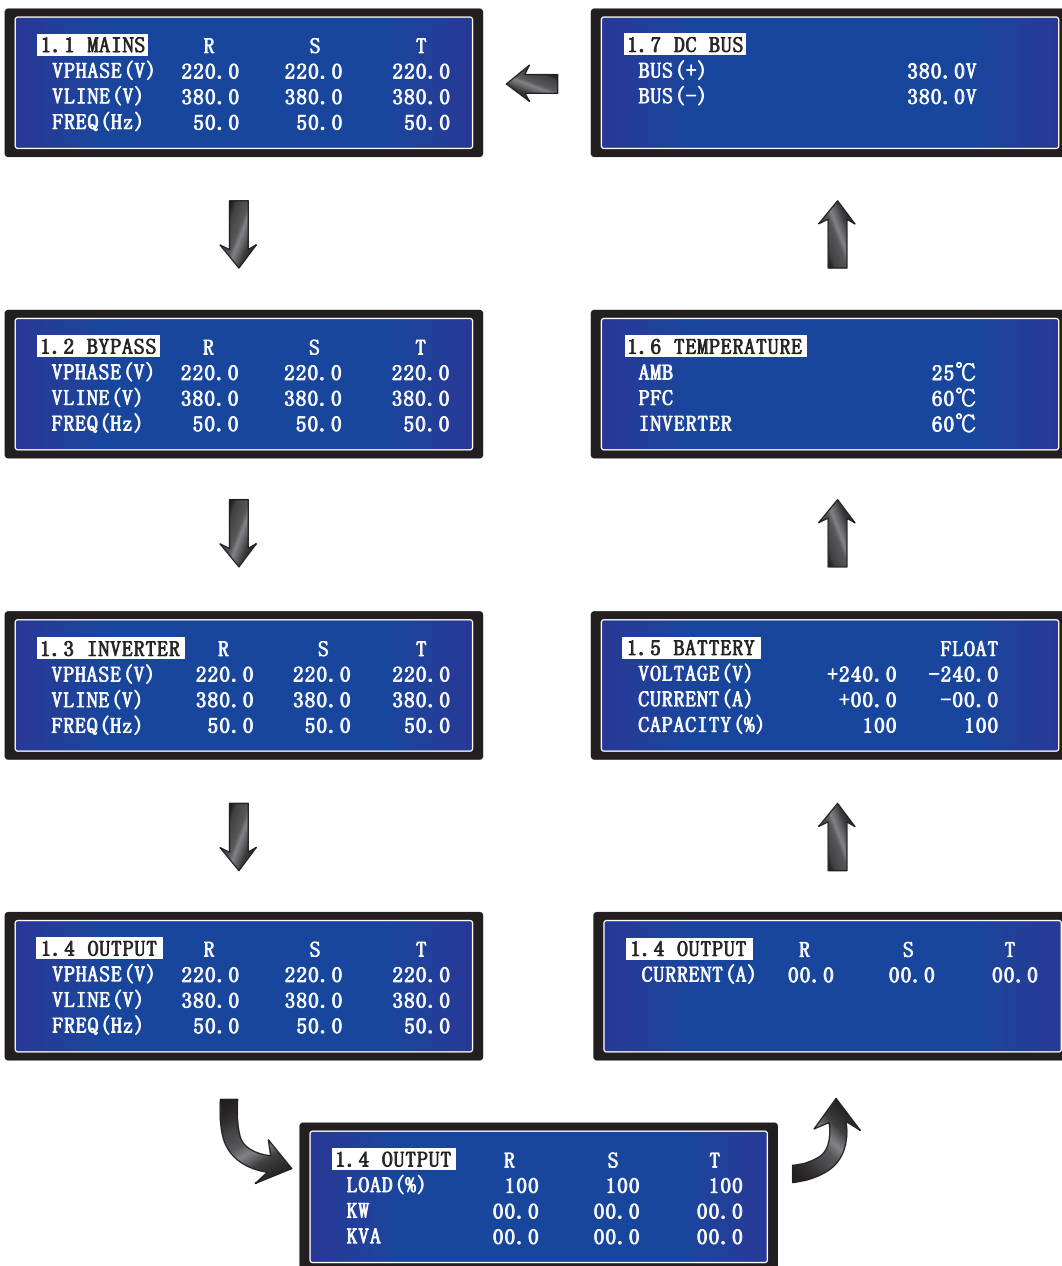 1.1 MAINS R S T
VPHASE(V) 220.0 220.0 220.0
VLINE(V) 380.0 380.0 380.0
FREQ(Hz) 50.0 50.0 50.0
1.2 BYPASS R S T
VPHASE(V) 220.0 220.0 220.0
VLINE(V) 380.0 380.0 380.0
FREQ(Hz) 50.0 50.0 50.0
1.3 INVERTER R S T
VPHASE(V) 220.0 220.0 220.0
VLINE(V) 380.0 380.0 380.0
FREQ(Hz) 50.0 50.0 50.0
1.4 OUTPUT R S T
VPHASE(V) 220.0 220.0 220.0
VLINE(V) 380.0 380.0 380.0
FREQ(Hz) 50.0 50.0 50.0
1.4 OUTPUT R S T
LOAD(%) 100 100 100
KW 00.0 00.0 00.0
KVA 00.0 00.0 00.0
1.4 OUTPUT R S T
CURRENT(A) 00.0 00.0 00.0
1.5 BATTERY FLOAT
VOLTAGE(V) +240.0 -240.0
CURRENT(A) +00.0 -00.0
CAPACITY(%) 100 100
1.6 TEMPERATURE
AMB 25℃
PFC 60℃
INVERTER 60℃
1.7 DC BUS
BUS(+) 380.0V
BUS(-) 380.0V